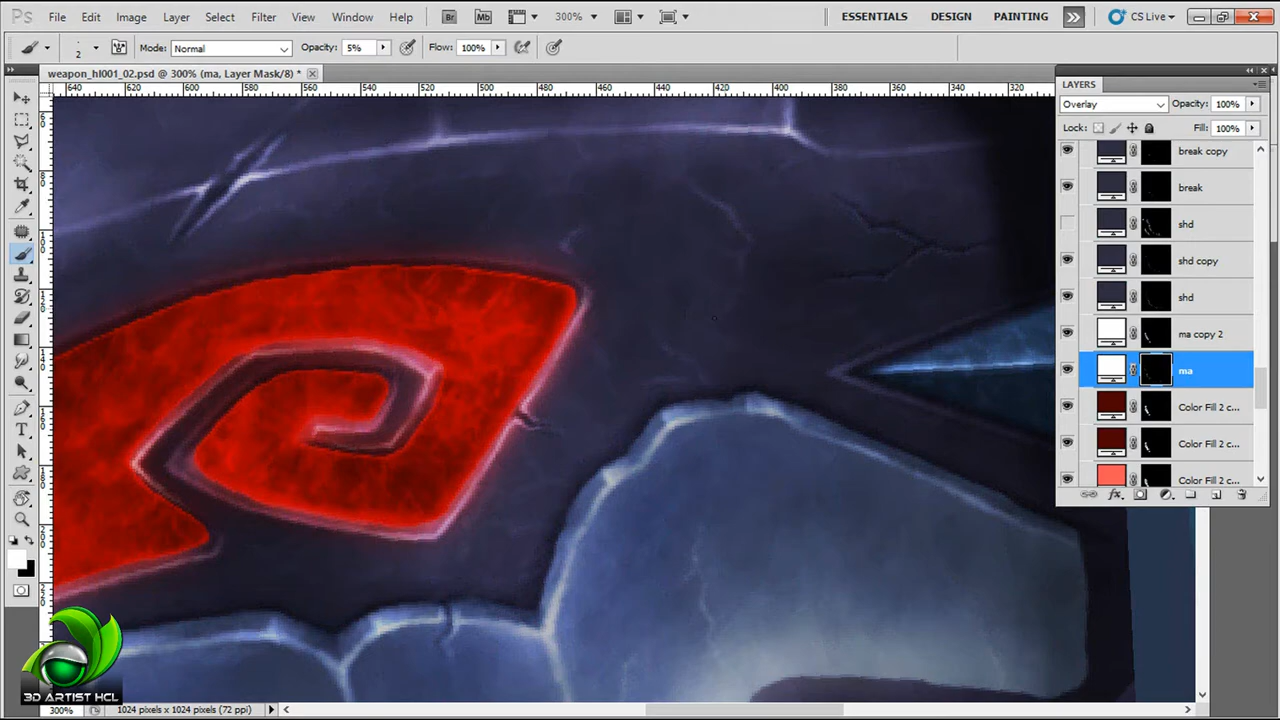 Ps File Edit Image Layer Select Filter View Window Help Br Mb 300% ESSENTIALS DESIGN PAINTING CS Live
2 Mode: Normal Opacity: 5% Flow: 100%
weapon_hl001_02.psd @ 300% (ma, Layer Mask/8) *
640 620 600 580 560 540 520 500 480 460 440 420 400 380 360 340 320
LAYERS
Overlay Opacity: 100%
Lock: Fill: 100%
break copy
break
shd
shd copy
shd
ma copy 2
ma
Color Fill 2 c...
Color Fill 2 c...
Color Fill 2 c...
3D ARTIST HCL
300% 1024 pixels x 1024 pixels (72 ppi)